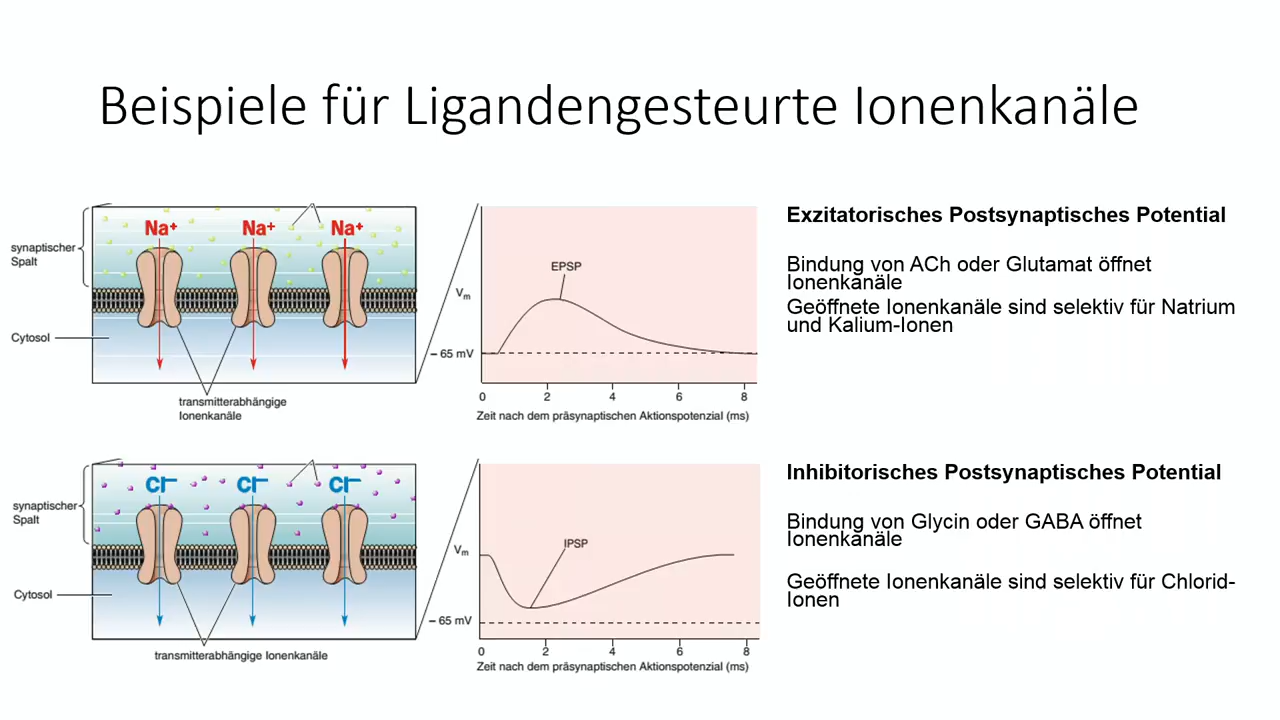 Beispiele für Ligandengesteurte Ionenkanäle
synaptischer
Spalt
Na⁺ Na⁺ Na⁺
Cytosol
transmitterabhängige
Ionenkanäle
Vm
EPSP
– 65 mV
0 2 4 6 8
Zeit nach dem präsynaptischen Aktionspotenzial (ms)
Exzitatorisches Postsynaptisches Potential
Bindung von ACh oder Glutamat öffnet
Ionenkanäle
Geöffnete Ionenkanäle sind selektiv für Natrium
und Kalium-Ionen
synaptischer
Spalt
Cl– Cl– Cl–
Cytosol
transmitterabhängige Ionenkanäle
Vm
IPSP
– 65 mV
0 2 4 6 8
Zeit nach dem präsynaptischen Aktionspotenzial (ms)
Inhibitorisches Postsynaptisches Potential
Bindung von Glycin oder GABA öffnet
Ionenkanäle
Geöffnete Ionenkanäle sind selektiv für Chlorid-
Ionen